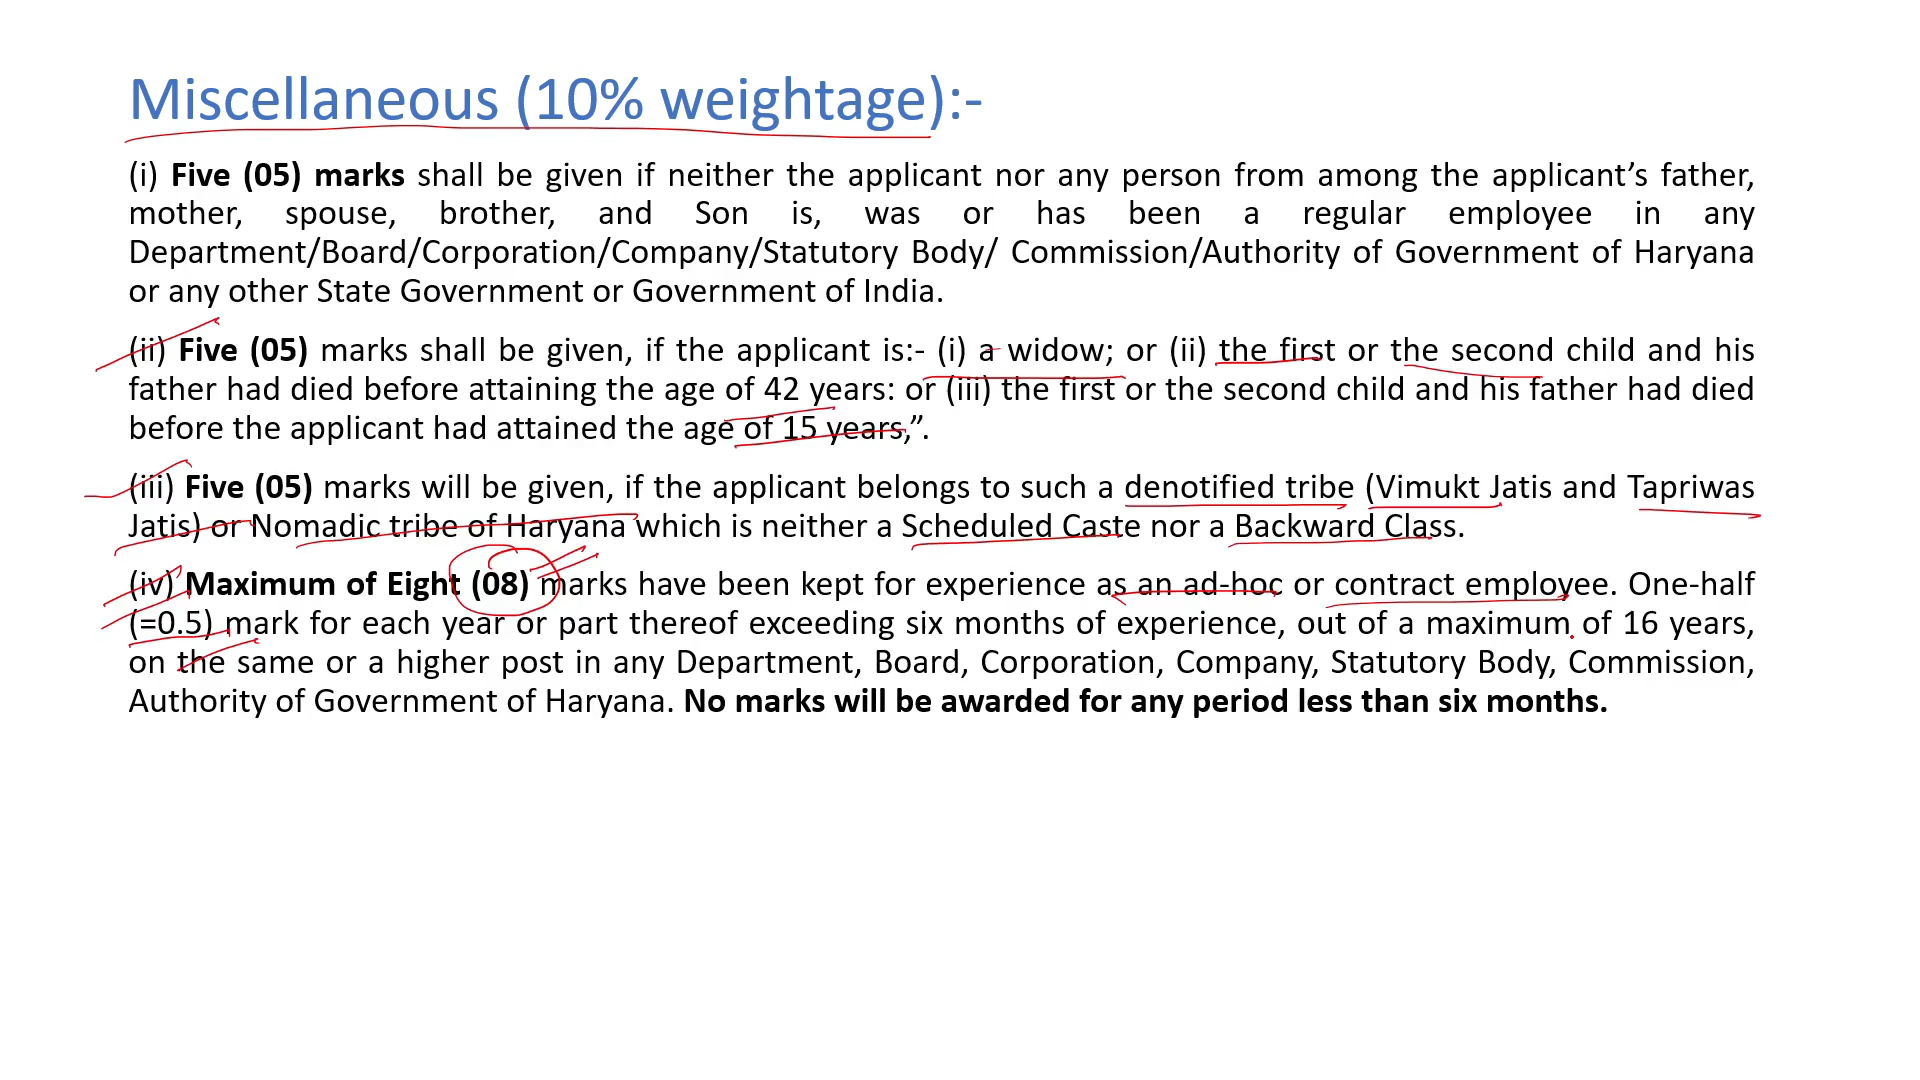 Miscellaneous (10% weightage):-
(i) Five (05) marks shall be given if neither the applicant nor any person from among the applicant’s father,
mother, spouse, brother, and Son is, was or has been a regular employee in any
Department/Board/Corporation/Company/Statutory Body/ Commission/Authority of Government of Haryana
or any other State Government or Government of India.
(ii) Five (05) marks shall be given, if the applicant is:- (i) a widow; or (ii) the first or the second child and his
father had died before attaining the age of 42 years: or (iii) the first or the second child and his father had died
before the applicant had attained the age of 15 years,”.
(iii) Five (05) marks will be given, if the applicant belongs to such a denotified tribe (Vimukt Jatis and Tapriwas
Jatis) or Nomadic tribe of Haryana which is neither a Scheduled Caste nor a Backward Class.
(iv) Maximum of Eight (08) marks have been kept for experience as an ad-hoc or contract employee. One-half
(=0.5) mark for each year or part thereof exceeding six months of experience, out of a maximum of 16 years,
on the same or a higher post in any Department, Board, Corporation, Company, Statutory Body, Commission,
Authority of Government of Haryana. No marks will be awarded for any period less than six months.